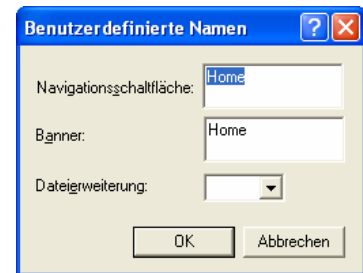 Benutzerdefinierte Namen
Navigationsschaltfläche: Home
Banner: Home
Dateierweiterung:
OK Abbrechen